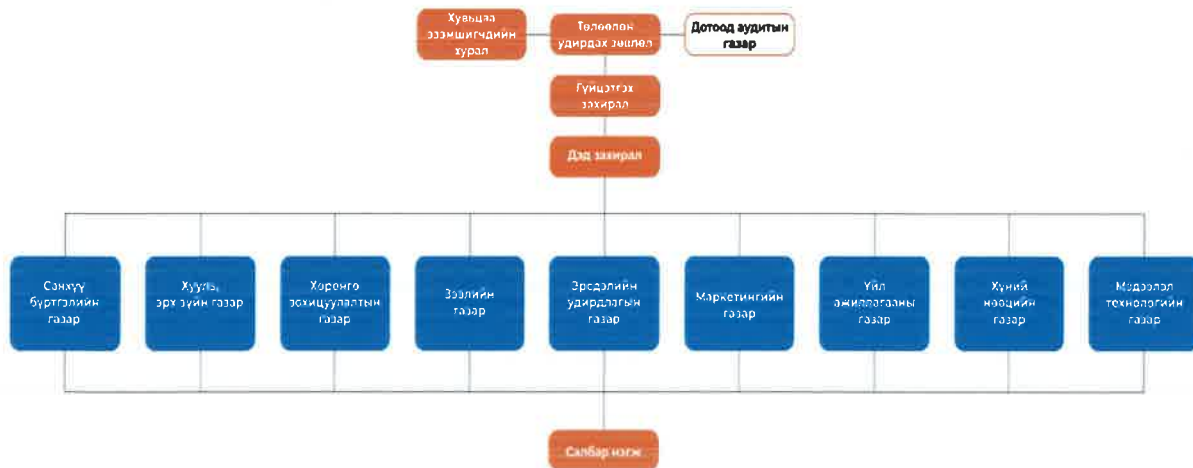 Хувьцаа
эзэмшигчдийн
хурал
Төлөөлөн
удирдах зөвлөл
Дотоод аудитын
газар
Гүйцэтгэх
захирал
Дэд захирал
Санхүү
бүртгэлийн
газар
Хууль,
эрх зүйн газар
Хөрөнгө
зохицуулалтын
газар
Зээлийн
газар
Эрсдэлийн
удирдлагын
газар
Маркетингийн
газар
Үйл
ажиллагааны
газар
Хүний
нөөцийн
газар
Мэдээлэл
технологийн
газар
Салбар нэгж